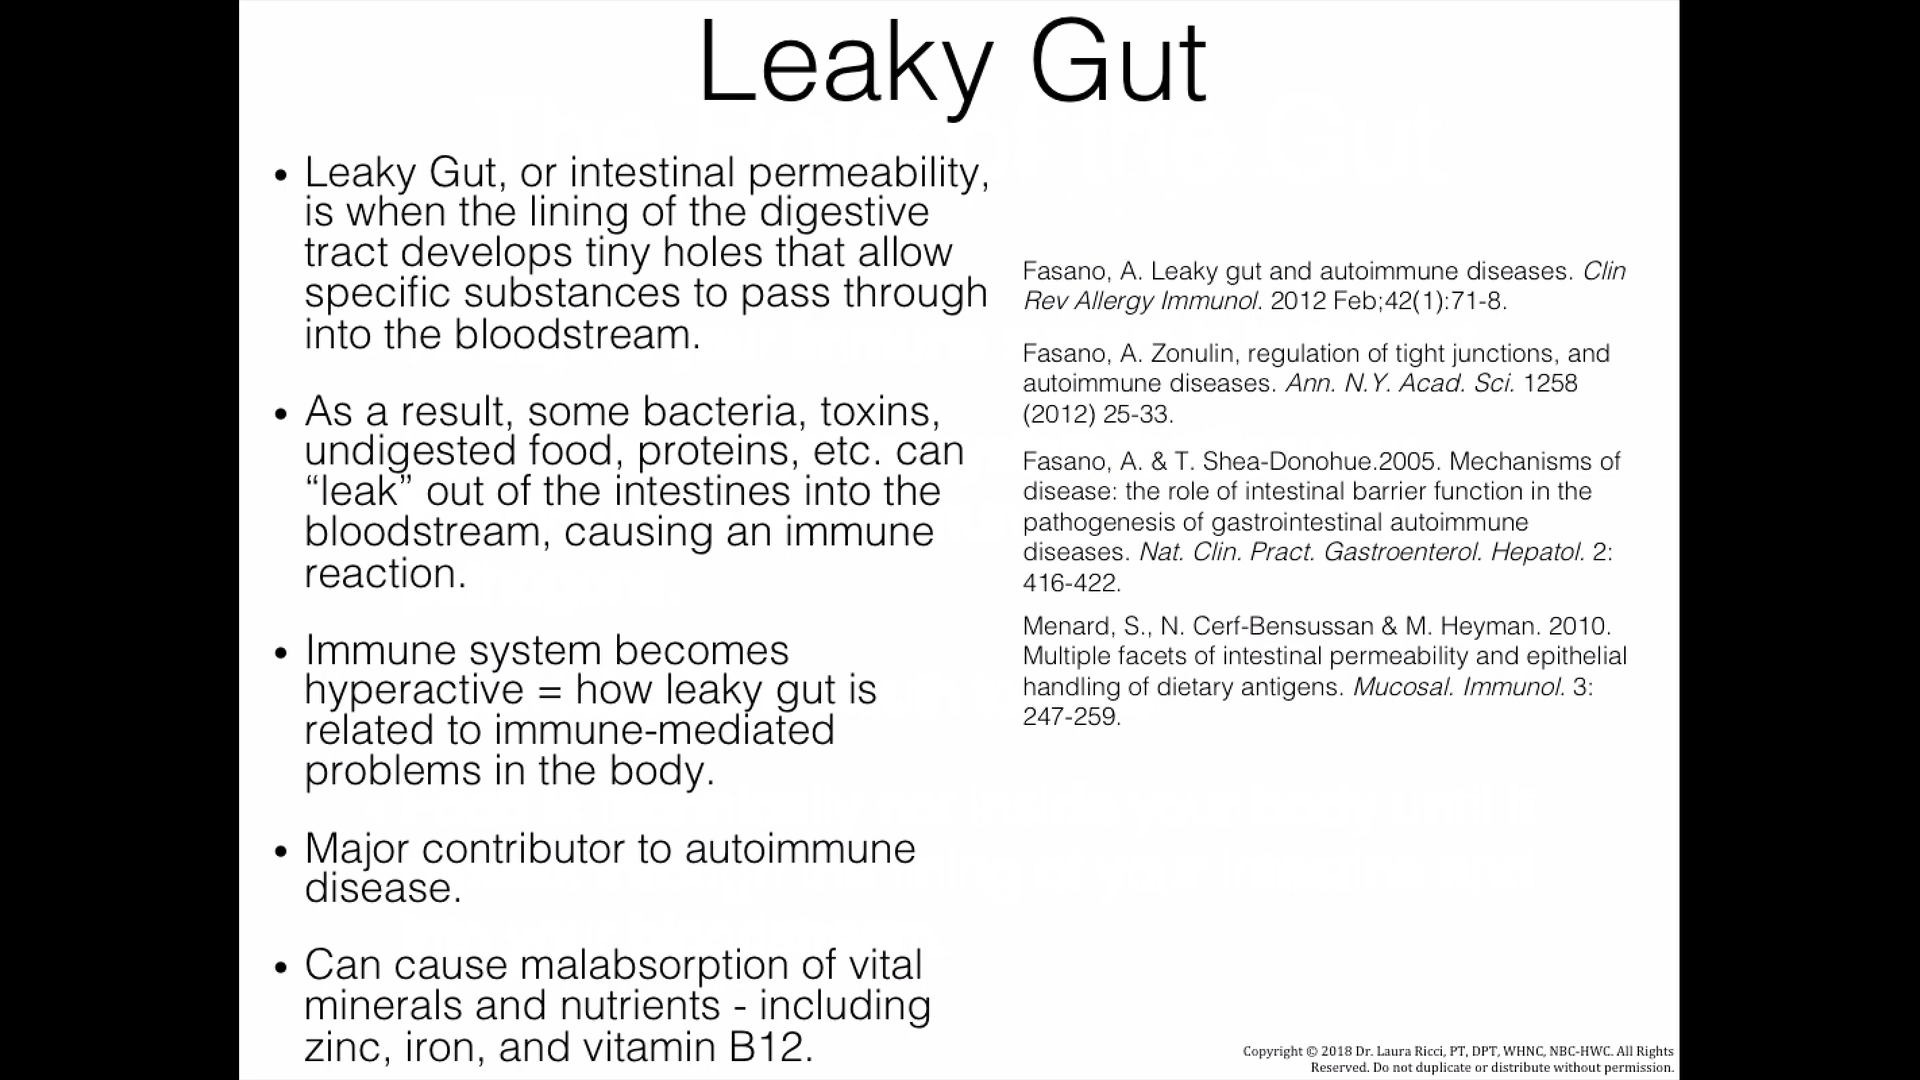 Leaky Gut
• Leaky Gut, or intestinal permeability,
is when the lining of the digestive
tract develops tiny holes that allow
specific substances to pass through
into the bloodstream.
• As a result, some bacteria, toxins,
undigested food, proteins, etc. can
“leak” out of the intestines into the
bloodstream, causing an immune
reaction.
• Immune system becomes
hyperactive = how leaky gut is
related to immune-mediated
problems in the body.
• Major contributor to autoimmune
disease.
• Can cause malabsorption of vital
minerals and nutrients - including
zinc, iron, and vitamin B12.
Fasano, A. Leaky gut and autoimmune diseases. Clin
Rev Allergy Immunol. 2012 Feb;42(1):71-8.
Fasano, A. Zonulin, regulation of tight junctions, and
autoimmune diseases. Ann. N.Y. Acad. Sci. 1258
(2012) 25-33.
Fasano, A. & T. Shea-Donohue.2005. Mechanisms of
disease: the role of intestinal barrier function in the
pathogenesis of gastrointestinal autoimmune
diseases. Nat. Clin. Pract. Gastroenterol. Hepatol. 2:
416-422.
Menard, S., N. Cerf-Bensussan & M. Heyman. 2010.
Multiple facets of intestinal permeability and epithelial
handling of dietary antigens. Mucosal. Immunol. 3:
247-259.
Copyright © 2018 Dr. Laura Ricci, PT, DPT, WHNC, NBC-HWC. All Rights
Reserved. Do not duplicate or distribute without permission.